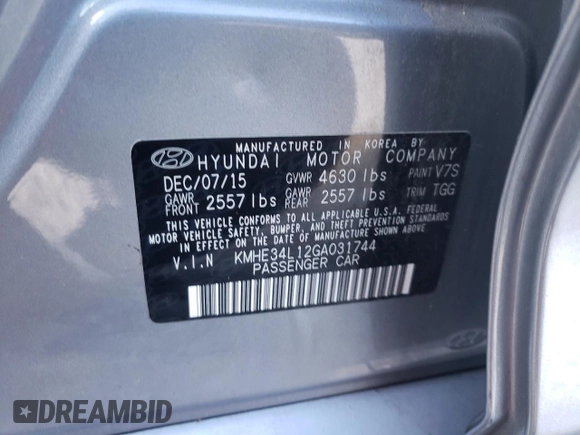 MANUFACTURED IN KOREA BY
HYUNDAI MOTOR COMPANY
DEC/07/15 GVWR 4630 lbs PAINT V7S
GAWR FRONT 2557 lbs GAWR REAR 2557 lbs TRIM TGG
THIS VEHICLE CONFORMS TO ALL APPLICABLE U.S.A. FEDERAL
MOTOR VEHICLE SAFETY, BUMPER, AND THEFT PREVENTION STANDARDS
IN EFFECT ON THE DATE OF MANUFACTURE SHOWN ABOVE.
V.I.N KMHE34L12GA031744
PASSENGER CAR
DREAMBID